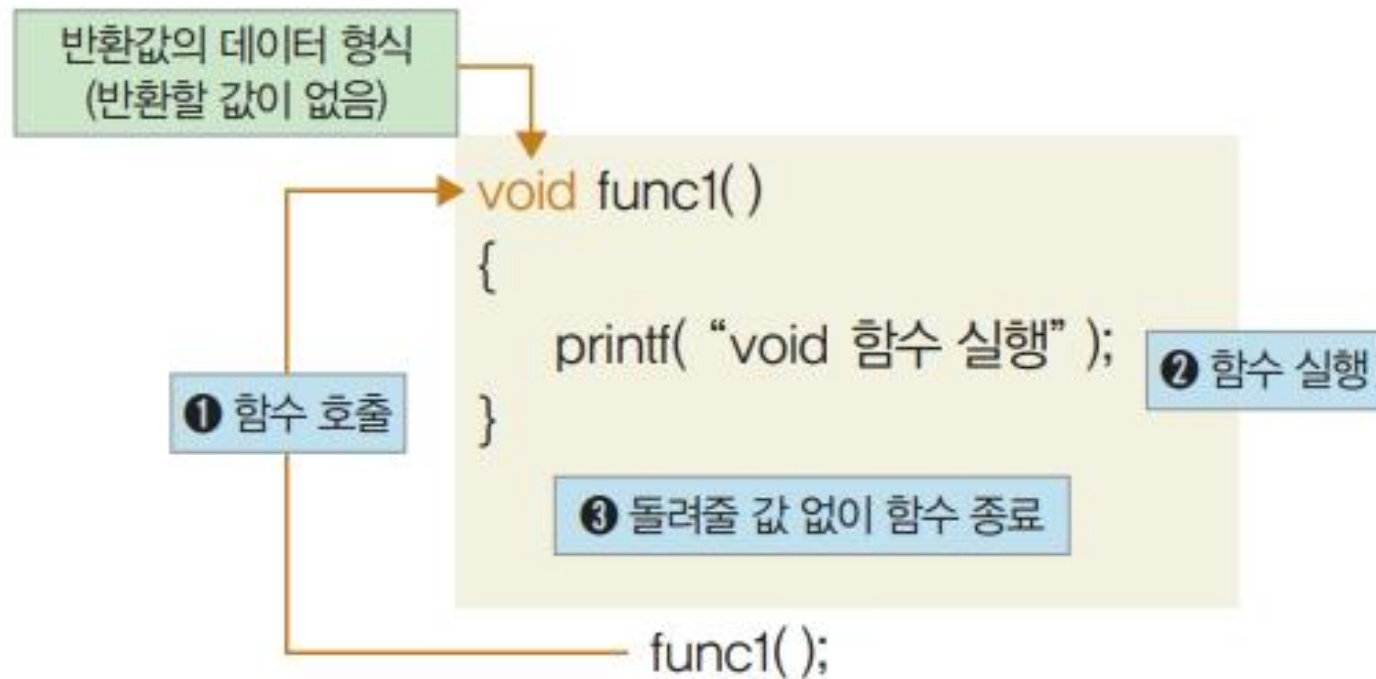 반환값의 데이터 형식
(반환할 값이 없음)
void func1( )
{
printf( “void 함수 실행” );
❷ 함수 실행
❶ 함수 호출
}
❸ 돌려줄 값 없이 함수 종료
func1( );